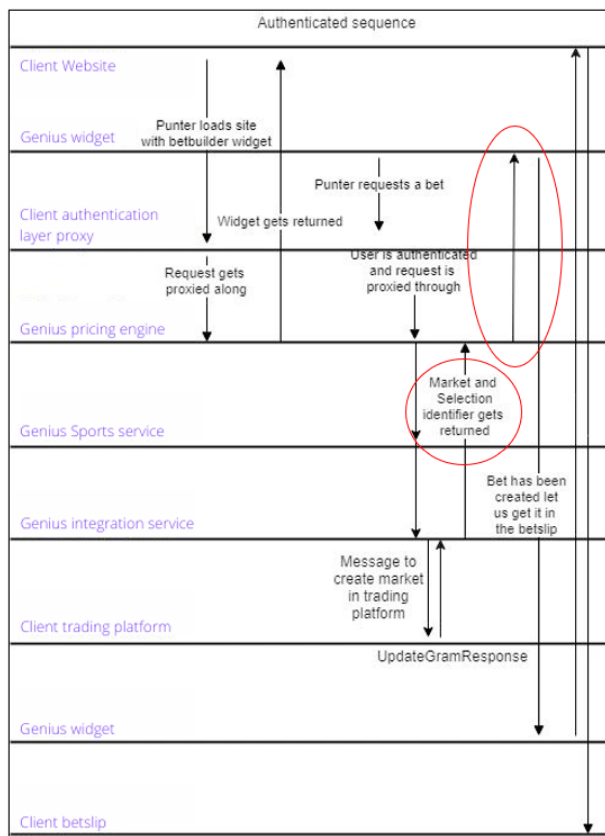 Authenticated sequence
Client Website
Punter loads site
with betbuilder widget
Genius widget
Punter requests a bet
Client authentication
layer proxy
Widget gets returned
Request gets
proxied along
User is authenticated
and request is
proxied through
Genius pricing engine
Market and
Selection
identifier gets
returned
Genius Sports service
Bet has been
created let
us get it in
the betslip
Genius integration service
Message to
create market
in trading
platform
Client trading platform
UpdateGramResponse
Genius widget
Client betslip